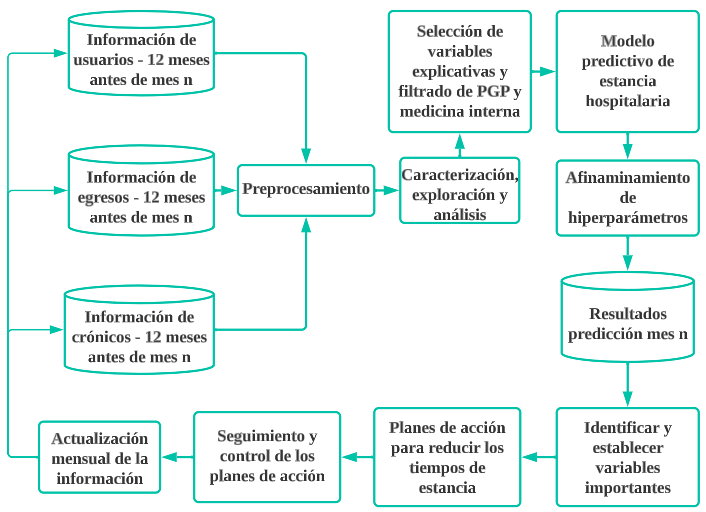 Información de
usuarios - 12 meses
antes de mes n
Información de
egresos - 12 meses
antes de mes n
Información de
crónicos - 12 meses
antes de mes n
Preprocesamiento
Caracterización,
exploración y
análisis
Selección de
variables
explicativas y
filtrado de PGP y
medicina interna
Modelo
predictivo de
estancia
hospitalaria
Afinaminamiento
de
hiperparámetros
Resultados
predicción mes n
Identificar y
establecer
variables
importantes
Planes de acción
para reducir los
tiempos de
estancia
Seguimiento y
control de los
planes de acción
Actualización
mensual de la
información